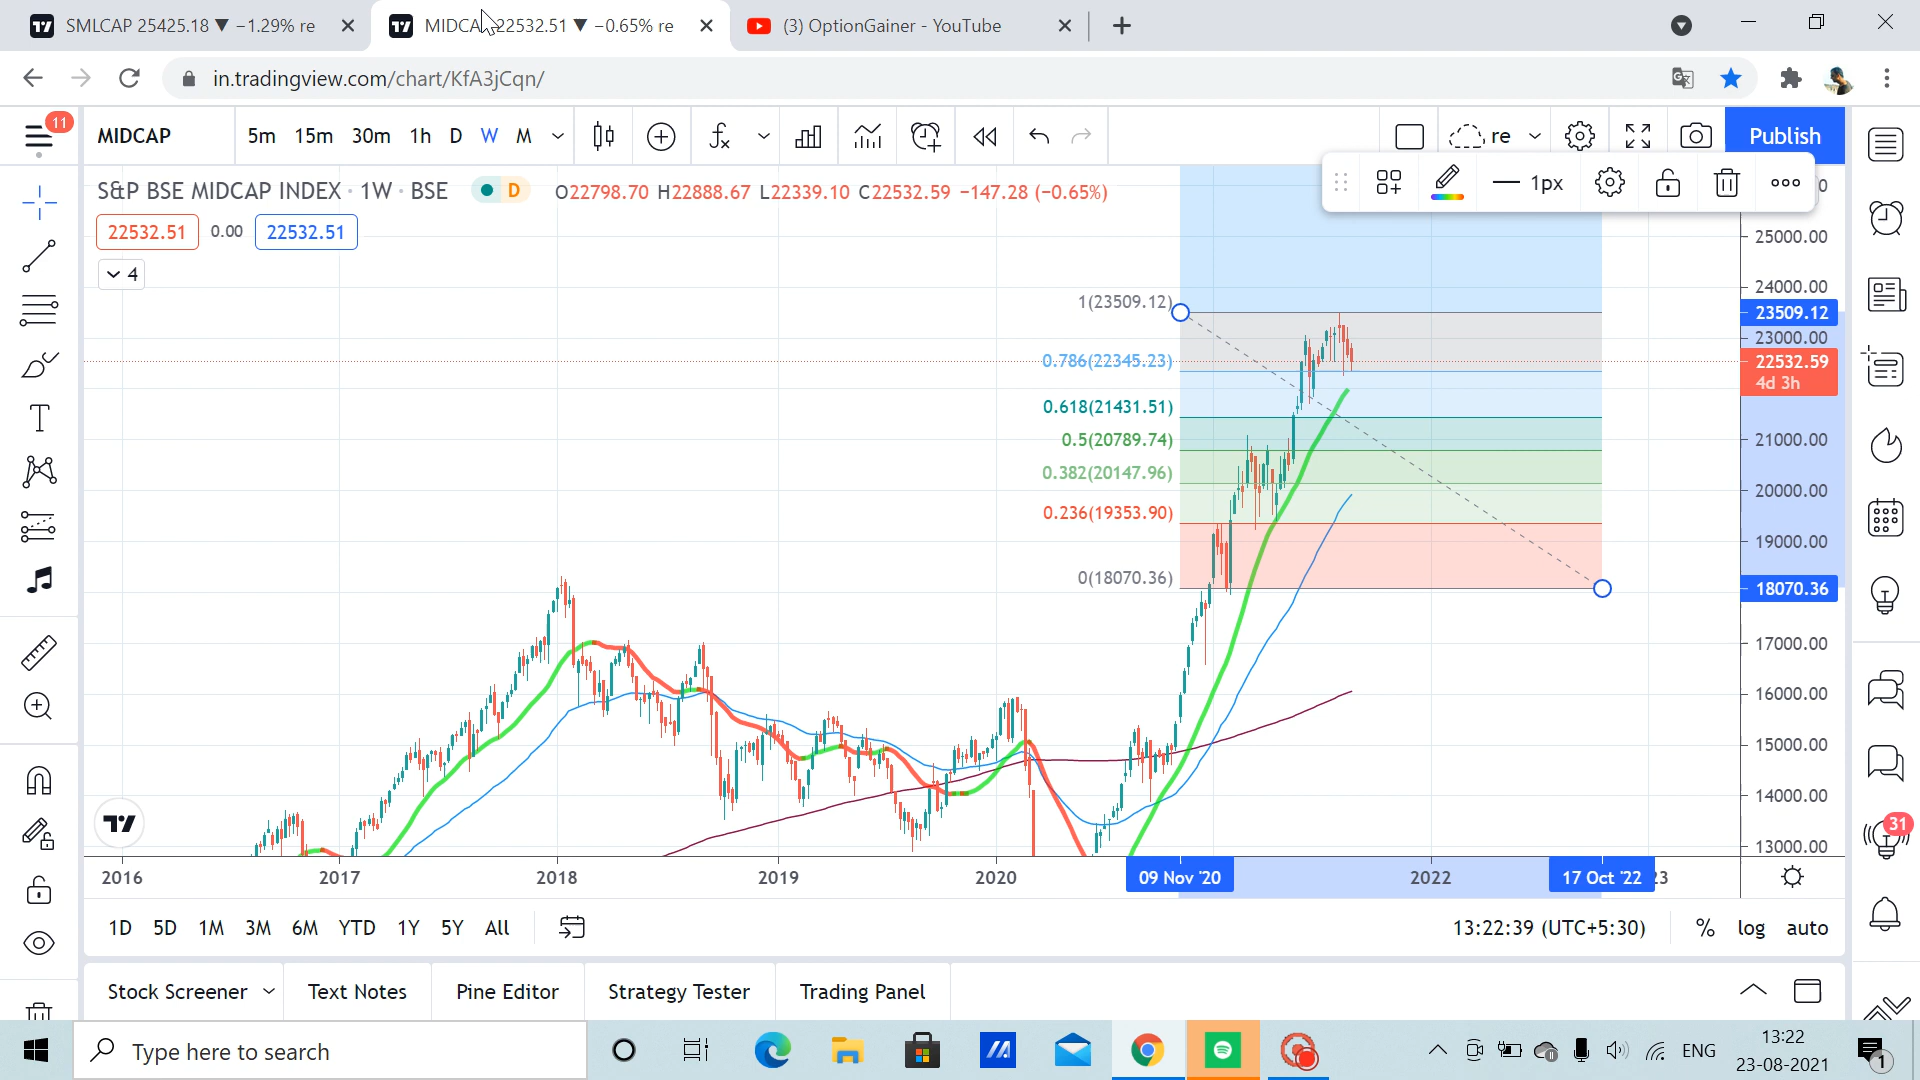 SMLCAP 25425.18 ▼ −1.29% re
MIDCA 22532.51 ▼ −0.65% re
(3) OptionGainer - YouTube
in.tradingview.com/chart/KfA3jCqn/
11
MIDCAP
5m 15m 30m 1h D W M
re
Publish
S&P BSE MIDCAP INDEX · 1W · BSE
D
O22798.70 H22888.67 L22339.10 C22532.59 −147.28 (−0.65%)
1px
22532.51
0.00
22532.51
4
25000.00
24000.00
23509.12
23000.00
22532.59
4d 3h
21000.00
20000.00
19000.00
18070.36
17000.00
16000.00
15000.00
14000.00
13000.00
1(23509.12)
0.786(22345.23)
0.618(21431.51)
0.5(20789.74)
0.382(20147.96)
0.236(19353.90)
0(18070.36)
31
2016
2017
2018
2019
2020
09 Nov '20
2022
17 Oct '22
1D 5D 1M 3M 6M YTD 1Y 5Y All
13:22:39 (UTC+5:30)
% log auto
Stock Screener
Text Notes
Pine Editor
Strategy Tester
Trading Panel
Type here to search
ENG
13:22
23-08-2021
1